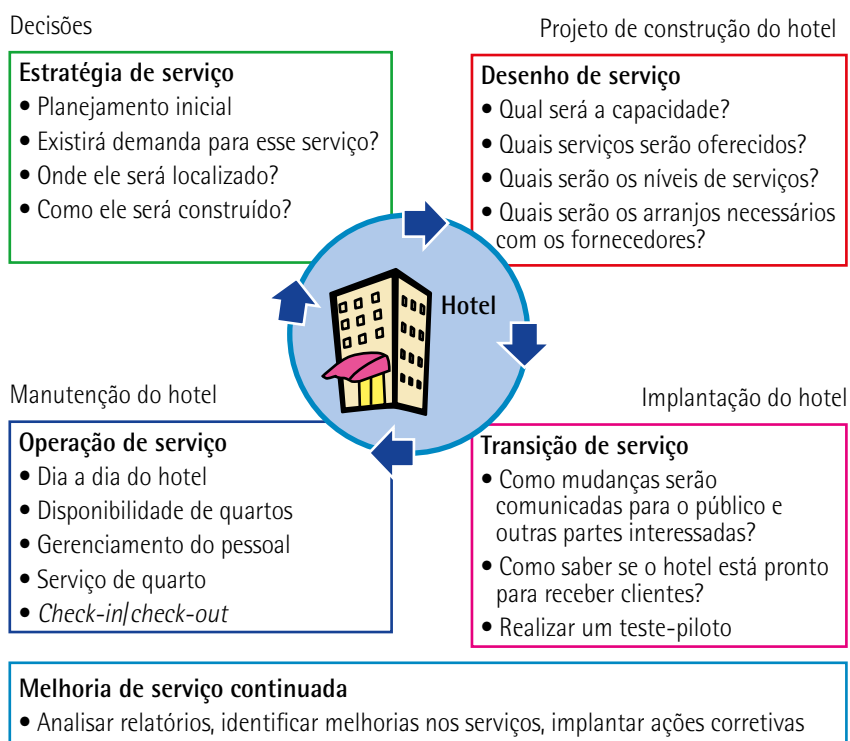 Decisões
Estratégia de serviço
• Planejamento inicial
• Existirá demanda para esse serviço?
• Onde ele será localizado?
• Como ele será construído?
Projeto de construção do hotel
Desenho de serviço
• Qual será a capacidade?
• Quais serviços serão oferecidos?
• Quais serão os níveis de serviços?
• Quais serão os arranjos necessários
com os fornecedores?
Hotel
Manutenção do hotel
Operação de serviço
• Dia a dia do hotel
• Disponibilidade de quartos
• Gerenciamento do pessoal
• Serviço de quarto
• Check-in/check-out
Implantação do hotel
Transição de serviço
• Como mudanças serão
comunicadas para o público e
outras partes interessadas?
• Como saber se o hotel está pronto
para receber clientes?
• Realizar um teste-piloto
Melhoria de serviço continuada
• Analisar relatórios, identificar melhorias nos serviços, implantar ações corretivas